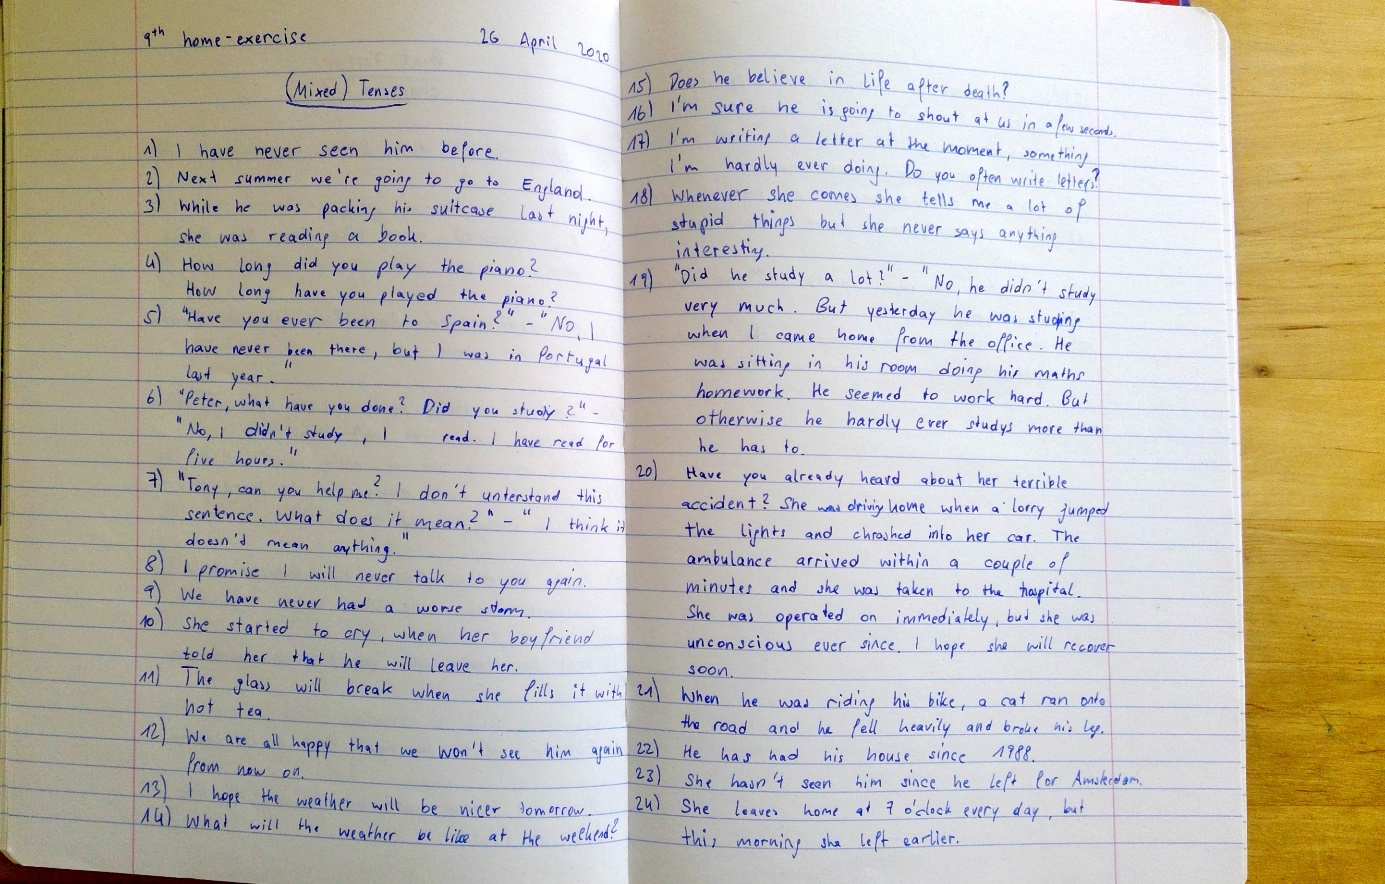 9th home-exercise 26 April 2020
(Mixed) Tenses
1) I have never seen him before.
2) Next summer we're going to go to England.
3) While he was packing his suitcase last night,
she was reading a book.
4) How long did you play the piano?
How long have you played the piano?
5) "Have you ever been to Spain?" - "No, I
have never been there, but I was in Portugal
last year."
6) "Peter, what have you done? Did you study?" -
"No, I didn't study, I read. I have read for
five hours."
7) "Tony, can you help me? I don't unterstand this
sentence. What does it mean?" - "I think it
doesn't mean anything."
8) I promise I will never talk to you again.
9) We have never had a worse storm.
10) She started to cry, when her boyfriend
told her that he will leave her.
11) The glass will break when she fills it with
hot tea.
12) We are all happy that we won't see him again
from now on.
13) I hope the weather will be nicer tomorrow.
14) What will the weather be like at the weekend?
15) Does he believe in life after death?
16) I'm sure he is going to shout at us in a few seconds.
17) I'm writing a letter at the moment, something
I'm hardly ever doing. Do you often write letters?
18) Whenever she comes she tells me a lot of
stupid things but she never says anything
interesting.
19) "Did he study a lot?" - "No, he didn't study
very much. But yesterday he was studing
when I came home from the office. He
was sitting in his room doing his maths
homework. He seemed to work hard. But
otherwise he hardly ever studys more than
he has to.
20) Have you already heard about her terrible
accident? She was driving home when a lorry jumped
the lights and chrashed into her car. The
ambulance arrived within a couple of
minutes and she was taken to the hospital.
She was operated on immediately, but she was
unconscious ever since. I hope she will recover
soon.
21) When he was riding his bike, a cat ran onto
the road and he fell heavily and broke his leg.
22) He has had his house since 1988.
23) She hasn't seen him since he left for Amsterdam.
24) She leaves home at 7 o'clock every day, but
this morning she left earlier.